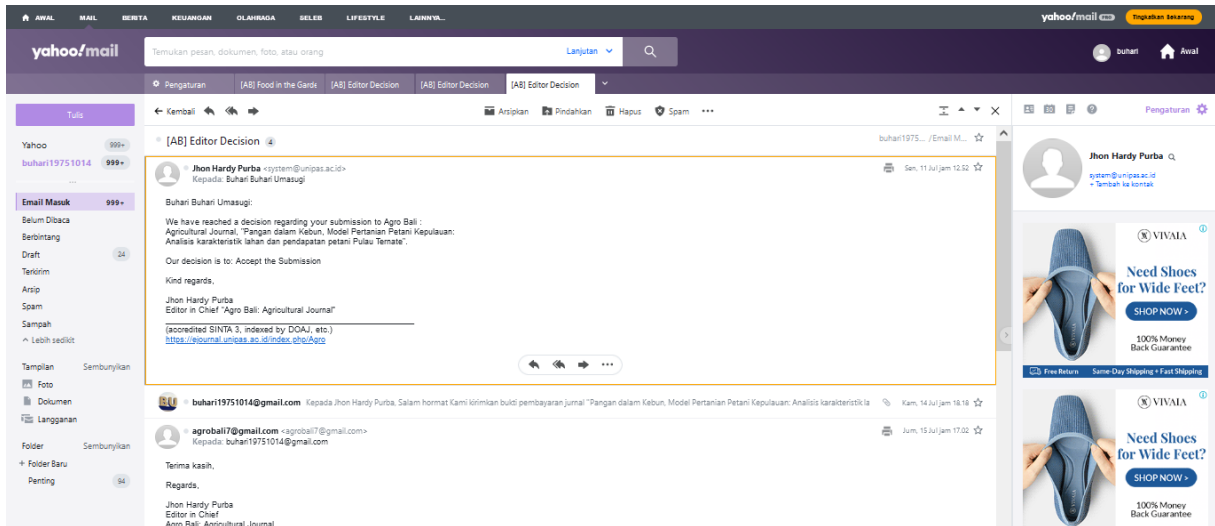 AWAL MAIL BERITA KEUANGAN OLAHRAGA SELEB LIFESTYLE LAINNYA...
yahoo!mail PRO Tingkatkan Sekarang
yahoo!mail
Temukan pesan, dokumen, foto, atau orang Lanjutan
buhari Awal
Pengaturan [AB] Food in the Garde [AB] Editor Decision [AB] Editor Decision [AB] Editor Decision
Tulis
Yahoo 999+
buhari19751014 999+
...
Email Masuk 999+
Belum Dibaca
Berbintang
Draft 24
Terkirim
Arsip
Spam
Sampah
Lebih sedikit
Tampilan Sembunyikan
Foto
Dokumen
Langganan
Folder Sembunyikan
+ Folder Baru
Penting 94
Kembali Arsipkan Pindahkan Hapus Spam
[AB] Editor Decision 4 buhari1975... /Email M...
Jhon Hardy Purba <system@unipas.ac.id> Sen, 11 Jul jam 12.52
Kepada: Buhari Buhari Umasugi
Buhari Buhari Umasugi:
We have reached a decision regarding your submission to Agro Bali :
Agricultural Journal, "Pangan dalam Kebun, Model Pertanian Petani Kepulauan:
Analisis karakteristik lahan dan pendapatan petani Pulau Ternate".
Our decision is to: Accept the Submission
Kind regards,
Jhon Hardy Purba
Editor in Chief "Agro Bali: Agricultural Journal"
(accredited SINTA 3, indexed by DOAJ, etc.)
https://ejournal.unipas.ac.id/index.php/Agro
buhari19751014@gmail.com Kepada Jhon Hardy Purba, Salam hormat Kami kirimkan bukti pembayaran jurnal "Pangan dalam Kebun, Model Pertanian Petani Kepulauan: Analisis karakteristik la Kam, 14 Jul jam 18.18
agrobali7@gmail.com <agrobali7@gmail.com> Jum, 15 Jul jam 17.02
Kepada: buhari19751014@gmail.com
Terima kasih,
Regards,
Jhon Hardy Purba
Editor in Chief
Agro Bali: Agricultural Journal
Pengaturan
Jhon Hardy Purba
system@unipas.ac.id
+ Tambah ke kontak
VIVAIA
Need Shoes
for Wide Feet?
SHOP NOW >
100% Money
Back Guarantee
Free Return Same-Day Shipping + Fast Shipping
VIVAIA
Need Shoes
for Wide Feet?
SHOP NOW >
100% Money
Back Guarantee